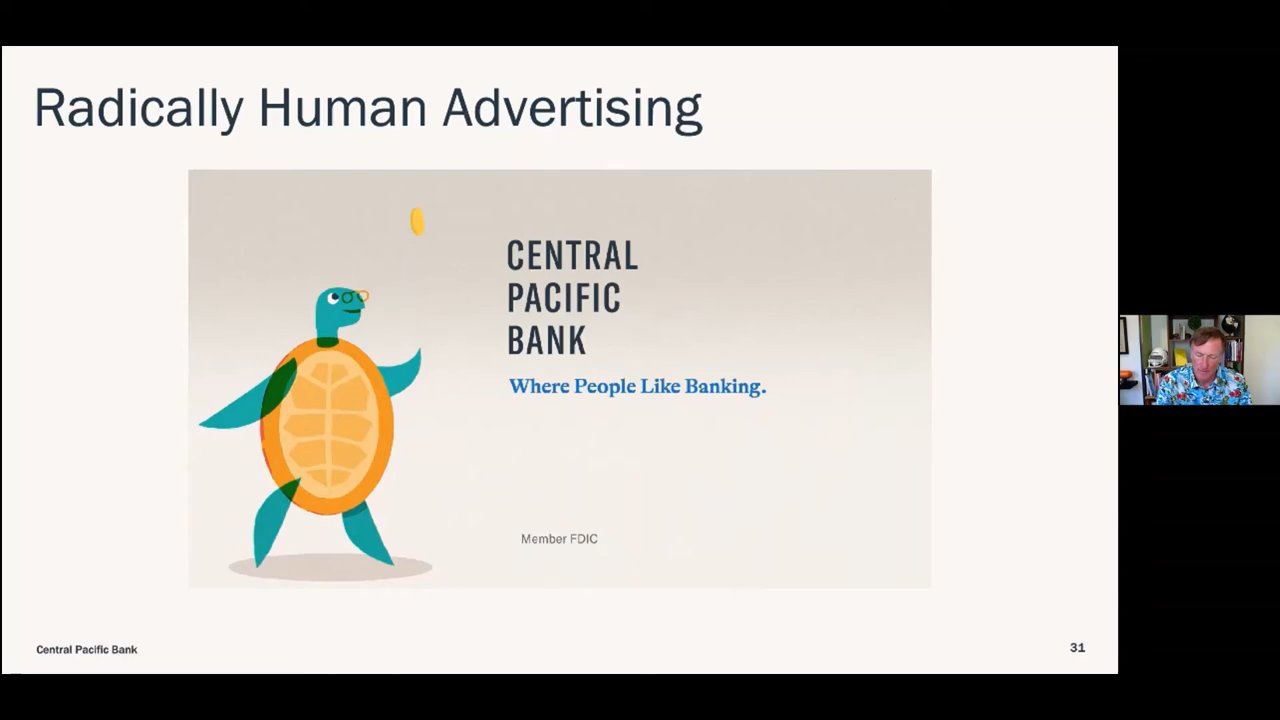 Radically Human Advertising
CENTRAL
PACIFIC
BANK
Where People Like Banking.
Member FDIC
Central Pacific Bank
31